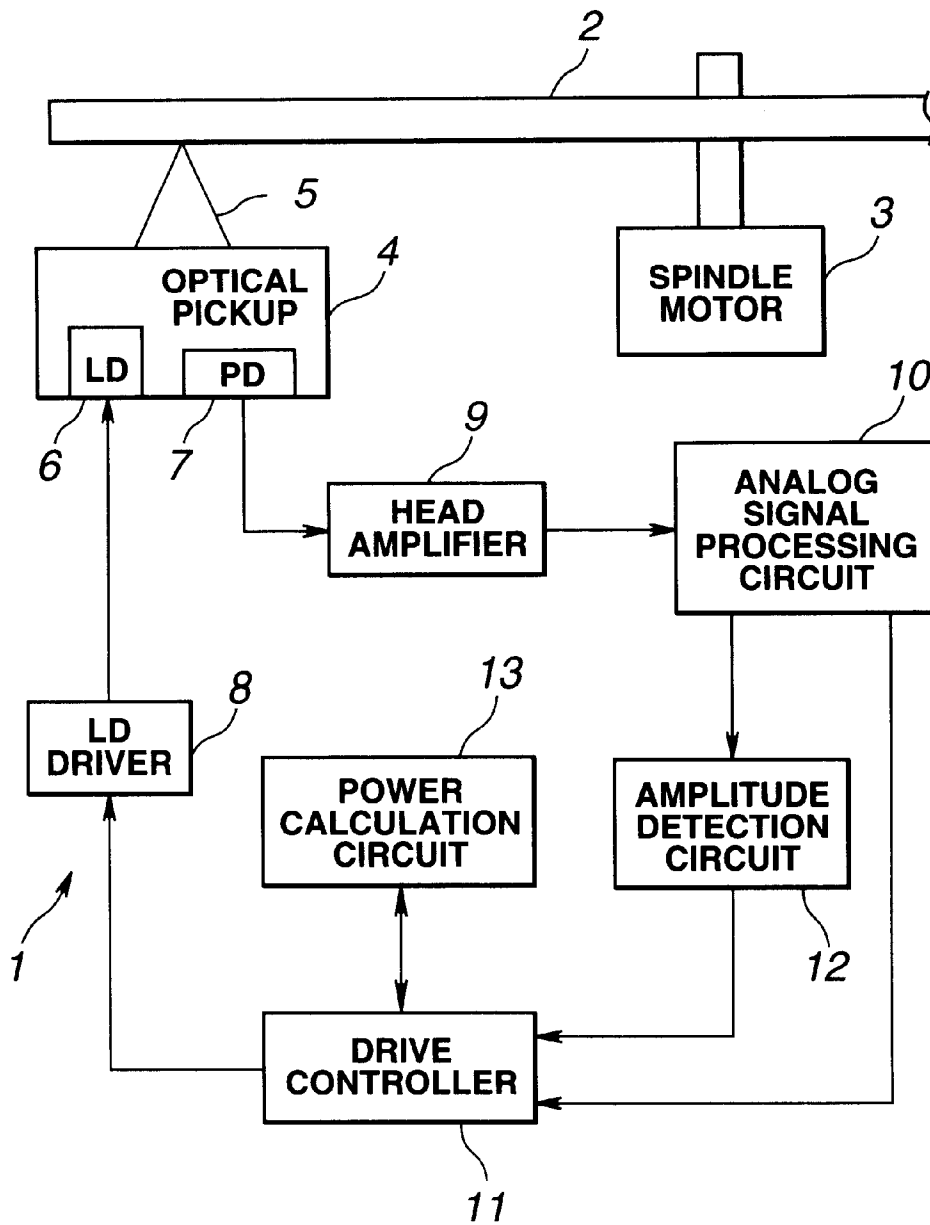 2
5
3
4
OPTICAL
PICKUP
SPINDLE
MOTOR
LD
PD
6
7
9
10
HEAD
AMPLIFIER
ANALOG
SIGNAL
PROCESSING
CIRCUIT
8
13
LD
DRIVER
POWER
CALCULATION
CIRCUIT
AMPLITUDE
DETECTION
CIRCUIT
1
12
DRIVE
CONTROLLER
11